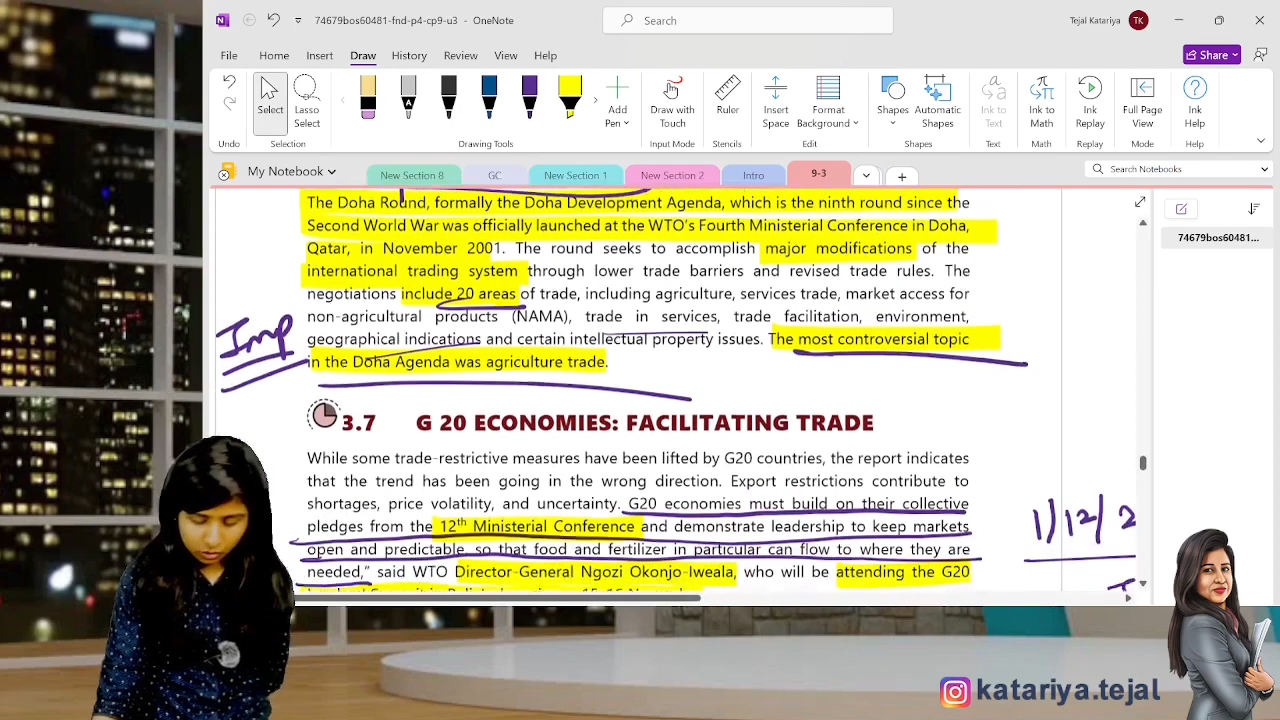 74679bos60481-fnd-p4-cp9-u3 - OneNote
Search
Tejal Katariya
TK
File Home Insert Draw History Review View Help
Share
Undo
Select
Lasso Select
Selection
Drawing Tools
Add Pen
Draw with Touch
Input Mode
Ruler
Stencils
Insert Space
Format Background
Edit
Shapes
Automatic Shapes
Ink to Text
Text
Ink to Math
Math
Ink Replay
Replay
Full Page View
Mode
Ink Help
Help
My Notebook
New Section 8
GC
New Section 1
New Section 2
Intro
9-3
Search Notebooks
74679bos60481...
The Doha Round, formally the Doha Development Agenda, which is the ninth round since the
Second World War was officially launched at the WTO's Fourth Ministerial Conference in Doha,
Qatar, in November 2001. The round seeks to accomplish major modifications of the
international trading system through lower trade barriers and revised trade rules. The
negotiations include 20 areas of trade, including agriculture, services trade, market access for
non-agricultural products (NAMA), trade in services, trade facilitation, environment,
geographical indications and certain intellectual property issues. The most controversial topic
in the Doha Agenda was agriculture trade.
Imp
3.7 G 20 ECONOMIES: FACILITATING TRADE
While some trade-restrictive measures have been lifted by G20 countries, the report indicates
that the trend has been going in the wrong direction. Export restrictions contribute to
shortages, price volatility, and uncertainty. G20 economies must build on their collective
pledges from the 12th Ministerial Conference and demonstrate leadership to keep markets
open and predictable, so that food and fertilizer in particular can flow to where they are
needed," said WTO Director-General Ngozi Okonjo-Iweala, who will be attending the G20
1/12/2
katariya.tejal